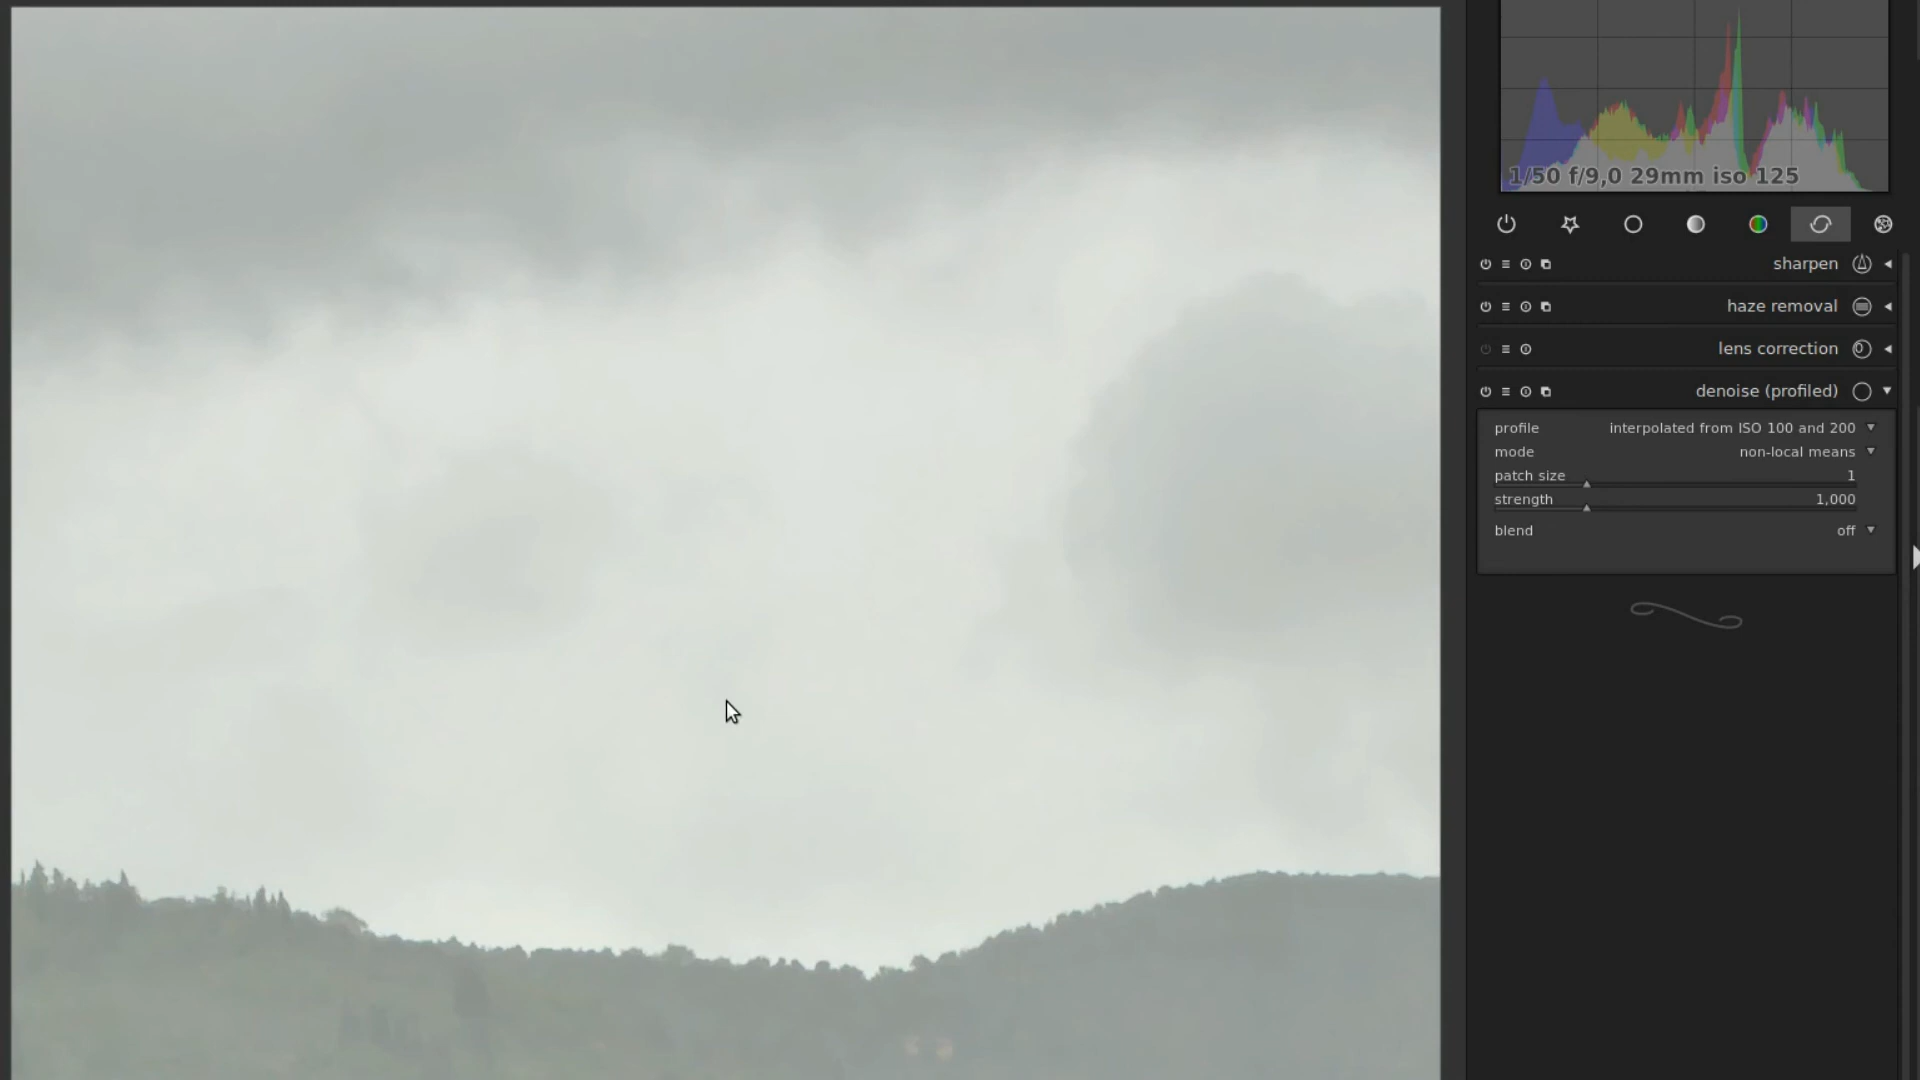 1/50 f/9,0 29mm iso 125
sharpen
haze removal
lens correction
denoise (profiled)
profile interpolated from ISO 100 and 200
mode non-local means
patch size 1
strength 1,000
blend off